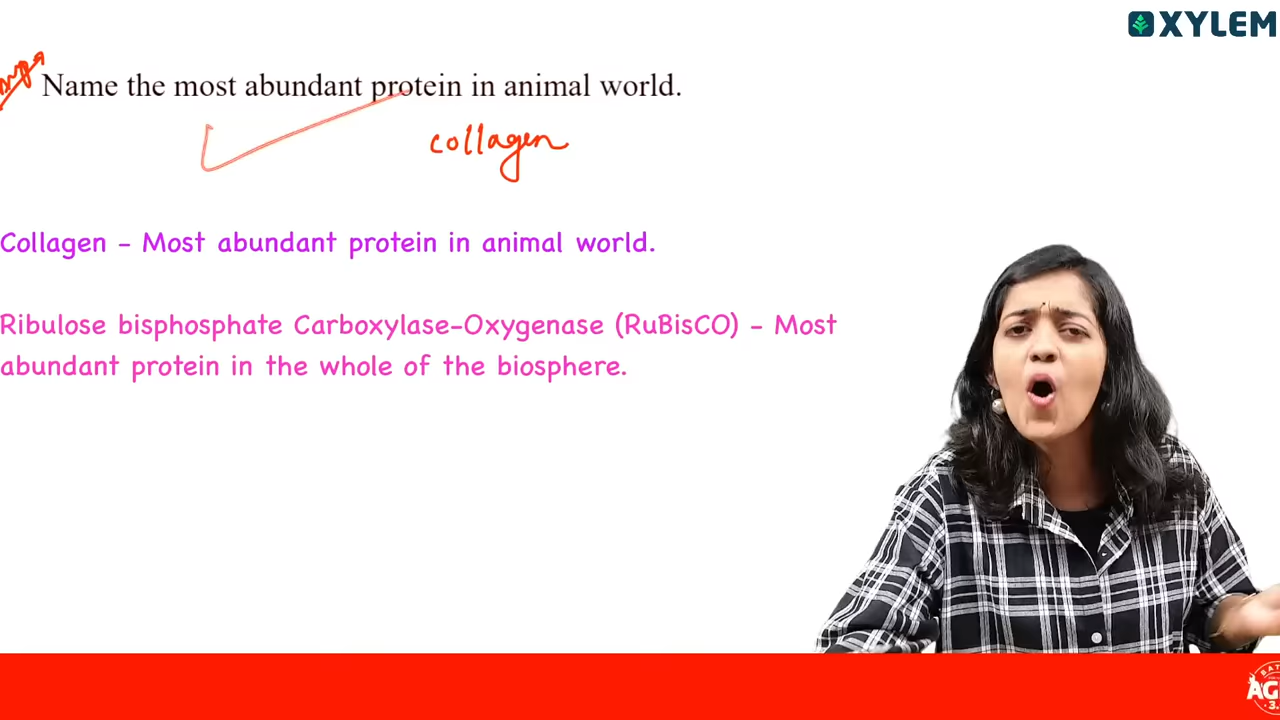 XYLEM
Name the most abundant protein in animal world.
collagen
Collagen - Most abundant protein in animal world.
Ribulose bisphosphate Carboxylase-Oxygenase (RuBisCO) - Most
abundant protein in the whole of the biosphere.